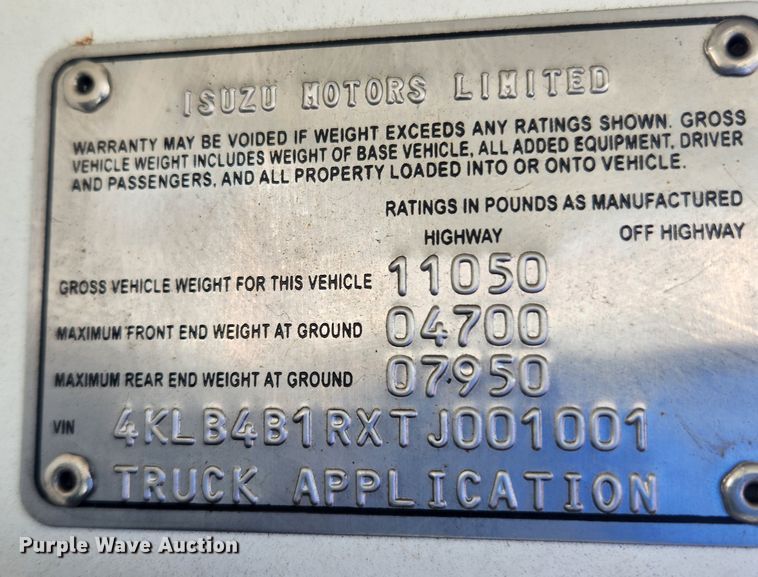 ISUZU MOTORS LIMITED
WARRANTY MAY BE VOIDED IF WEIGHT EXCEEDS ANY RATINGS SHOWN. GROSS
VEHICLE WEIGHT INCLUDES WEIGHT OF BASE VEHICLE, ALL ADDED EQUIPMENT, DRIVER
AND PASSENGERS, AND ALL PROPERTY LOADED INTO OR ONTO VEHICLE.
RATINGS IN POUNDS AS MANUFACTURED
HIGHWAY OFF HIGHWAY
GROSS VEHICLE WEIGHT FOR THIS VEHICLE 11050
MAXIMUM FRONT END WEIGHT AT GROUND 04700
MAXIMUM REAR END WEIGHT AT GROUND 07950
VIN 4KLB4B1RXTJ001001
TRUCK APPLICATION
Purple Wave Auction